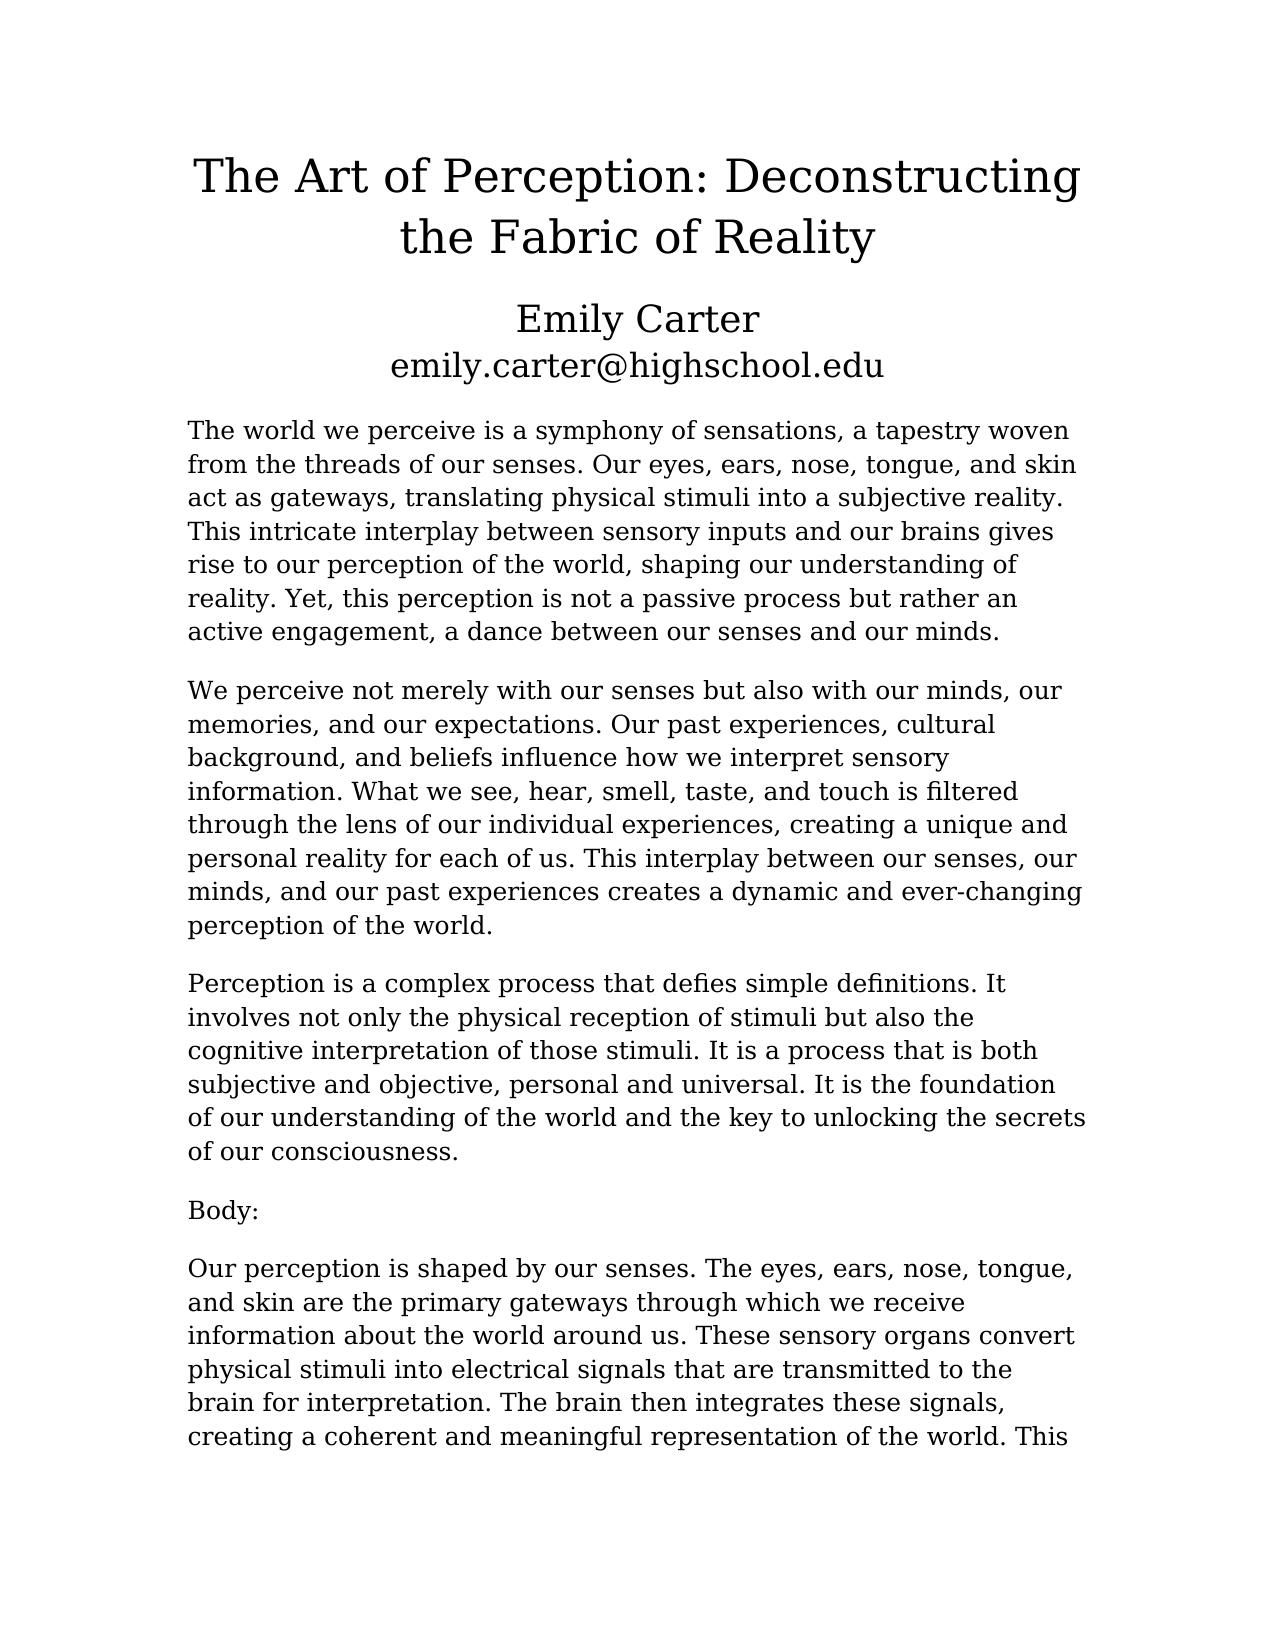 The Art of Perception: Deconstructing
the Fabric of Reality
Emily Carter
emily.carter@highschool.edu
The world we perceive is a symphony of sensations, a tapestry woven
from the threads of our senses. Our eyes, ears, nose, tongue, and skin
act as gateways, translating physical stimuli into a subjective reality.
This intricate interplay between sensory inputs and our brains gives
rise to our perception of the world, shaping our understanding of
reality. Yet, this perception is not a passive process but rather an
active engagement, a dance between our senses and our minds.
We perceive not merely with our senses but also with our minds, our
memories, and our expectations. Our past experiences, cultural
background, and beliefs influence how we interpret sensory
information. What we see, hear, smell, taste, and touch is filtered
through the lens of our individual experiences, creating a unique and
personal reality for each of us. This interplay between our senses, our
minds, and our past experiences creates a dynamic and ever-changing
perception of the world.
Perception is a complex process that defies simple definitions. It
involves not only the physical reception of stimuli but also the
cognitive interpretation of those stimuli. It is a process that is both
subjective and objective, personal and universal. It is the foundation
of our understanding of the world and the key to unlocking the secrets
of our consciousness.
Body:
Our perception is shaped by our senses. The eyes, ears, nose, tongue,
and skin are the primary gateways through which we receive
information about the world around us. These sensory organs convert
physical stimuli into electrical signals that are transmitted to the
brain for interpretation. The brain then integrates these signals,
creating a coherent and meaningful representation of the world. This